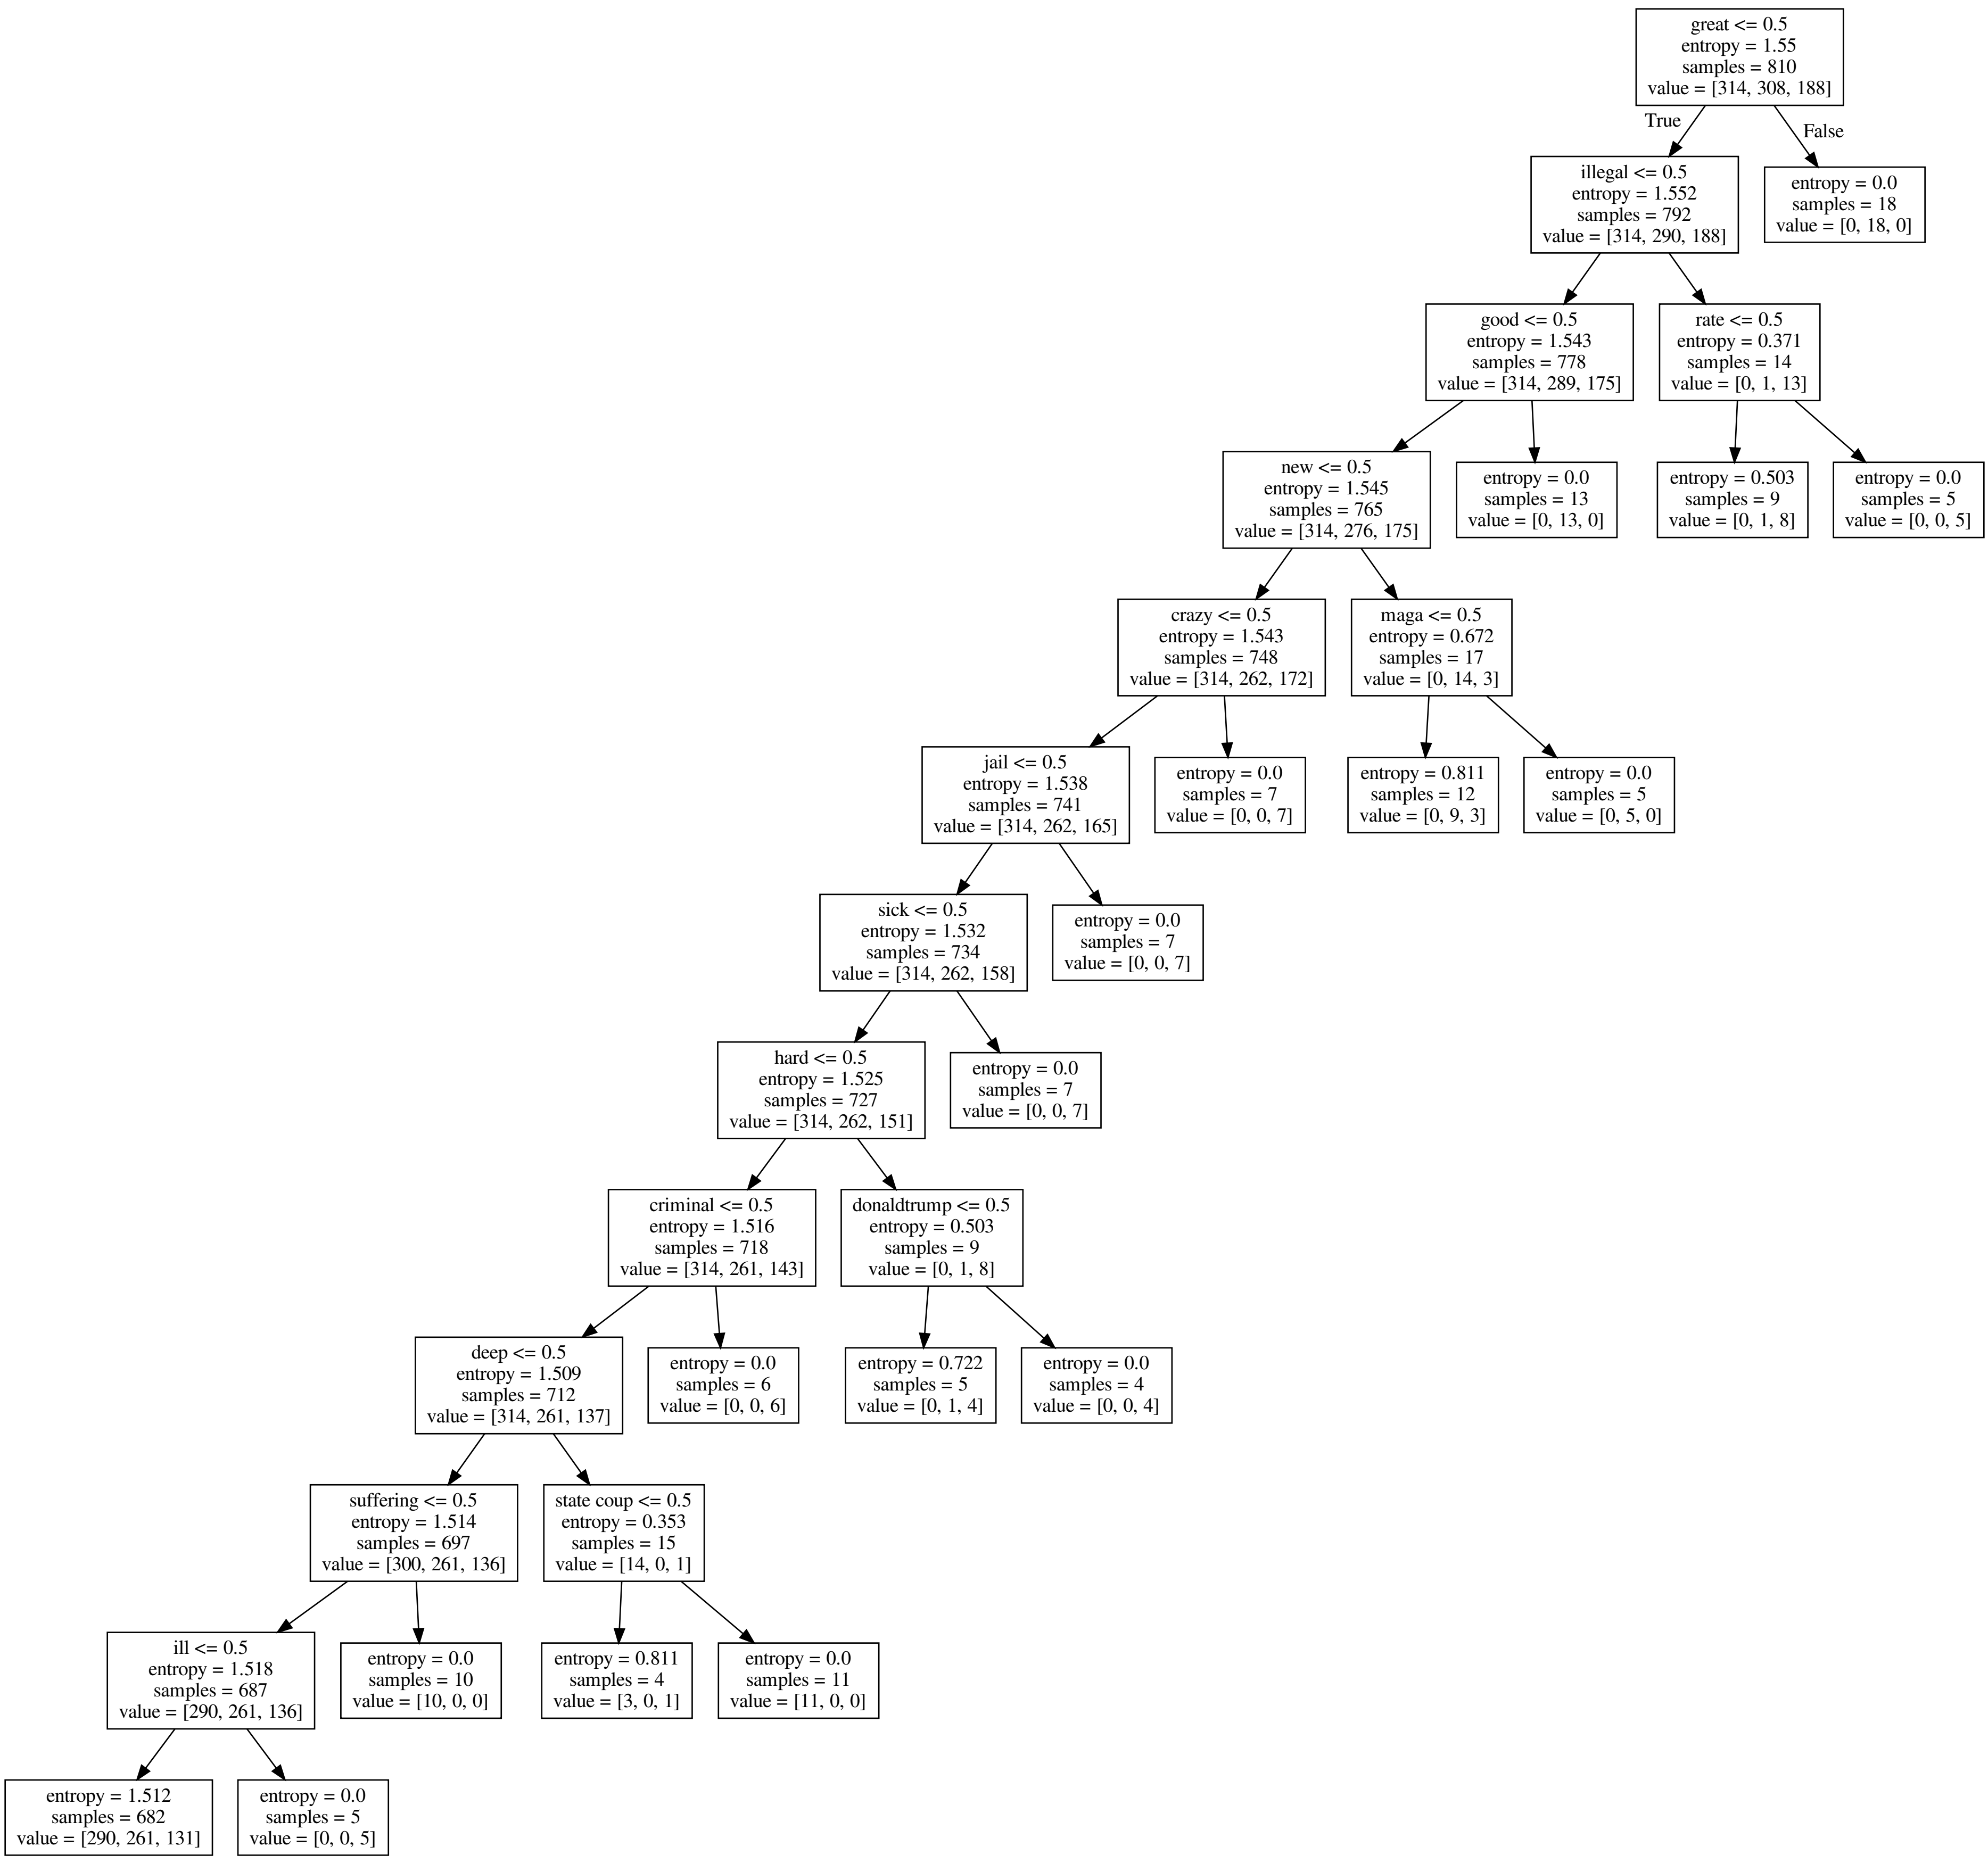 great <= 0.5
entropy = 1.55
samples = 810
value = [314, 308, 188]
True
False
illegal <= 0.5
entropy = 1.552
samples = 792
value = [314, 290, 188]
entropy = 0.0
samples = 18
value = [0, 18, 0]
good <= 0.5
entropy = 1.543
samples = 778
value = [314, 289, 175]
rate <= 0.5
entropy = 0.371
samples = 14
value = [0, 1, 13]
new <= 0.5
entropy = 1.545
samples = 765
value = [314, 276, 175]
entropy = 0.0
samples = 13
value = [0, 13, 0]
entropy = 0.503
samples = 9
value = [0, 1, 8]
entropy = 0.0
samples = 5
value = [0, 0, 5]
crazy <= 0.5
entropy = 1.543
samples = 748
value = [314, 262, 172]
maga <= 0.5
entropy = 0.672
samples = 17
value = [0, 14, 3]
jail <= 0.5
entropy = 1.538
samples = 741
value = [314, 262, 165]
entropy = 0.0
samples = 7
value = [0, 0, 7]
entropy = 0.811
samples = 12
value = [0, 9, 3]
entropy = 0.0
samples = 5
value = [0, 5, 0]
sick <= 0.5
entropy = 1.532
samples = 734
value = [314, 262, 158]
entropy = 0.0
samples = 7
value = [0, 0, 7]
hard <= 0.5
entropy = 1.525
samples = 727
value = [314, 262, 151]
entropy = 0.0
samples = 7
value = [0, 0, 7]
criminal <= 0.5
entropy = 1.516
samples = 718
value = [314, 261, 143]
donaldtrump <= 0.5
entropy = 0.503
samples = 9
value = [0, 1, 8]
deep <= 0.5
entropy = 1.509
samples = 712
value = [314, 261, 137]
entropy = 0.0
samples = 6
value = [0, 0, 6]
entropy = 0.722
samples = 5
value = [0, 1, 4]
entropy = 0.0
samples = 4
value = [0, 0, 4]
suffering <= 0.5
entropy = 1.514
samples = 697
value = [300, 261, 136]
state coup <= 0.5
entropy = 0.353
samples = 15
value = [14, 0, 1]
ill <= 0.5
entropy = 1.518
samples = 687
value = [290, 261, 136]
entropy = 0.0
samples = 10
value = [10, 0, 0]
entropy = 0.811
samples = 4
value = [3, 0, 1]
entropy = 0.0
samples = 11
value = [11, 0, 0]
entropy = 1.512
samples = 682
value = [290, 261, 131]
entropy = 0.0
samples = 5
value = [0, 0, 5]